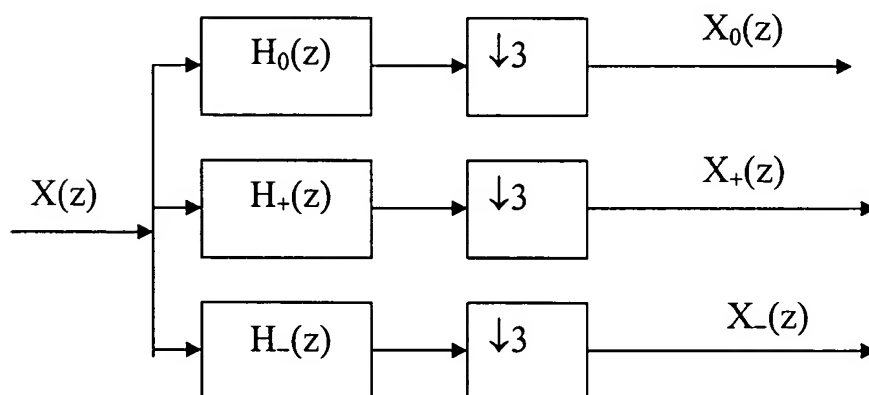 X₀(z)
H₀(z) ↓3
X₊(z)
X(z) H₊(z) ↓3
X₋(z)
H₋(z) ↓3